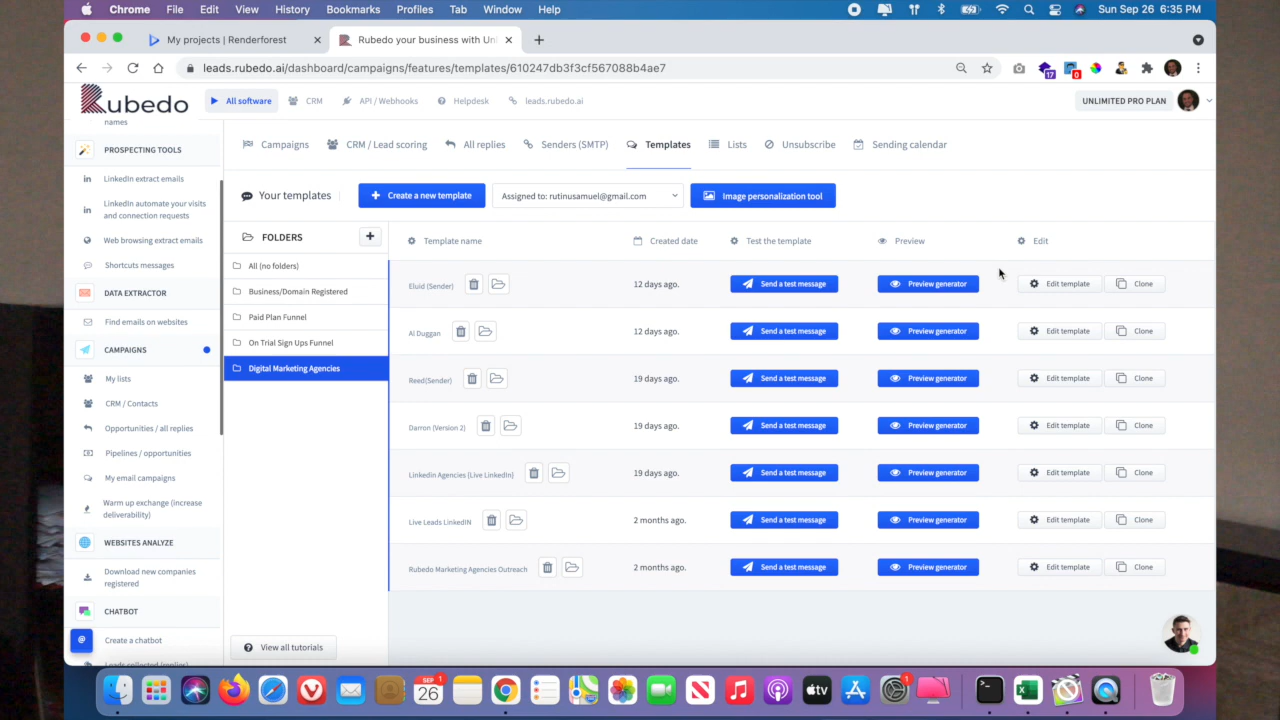 Chrome File Edit View History Bookmarks Profiles Tab Window Help Sun Sep 26 6:35 PM
My projects | Renderforest Rubedo your business with Unl
leads.rubedo.ai/dashboard/campaigns/features/templates/610247db3f3cf567088b4ae7
17 0
Rubedo All software CRM API / Webhooks Helpdesk leads.rubedo.ai UNLIMITED PRO PLAN
names
PROSPECTING TOOLS
LinkedIn extract emails
LinkedIn automate your visits
and connection requests
Web browsing extract emails
Shortcuts messages
DATA EXTRACTOR
Find emails on websites
CAMPAIGNS
My lists
CRM / Contacts
Opportunities / all replies
Pipelines / opportunities
My email campaigns
Warm up exchange (increase
deliverability)
WEBSITES ANALYZE
Download new companies
registered
CHATBOT
@ Create a chatbot
Leads collected (replies)
Campaigns CRM / Lead scoring All replies Senders (SMTP) Templates Lists Unsubscribe Sending calendar
Your templates Create a new template Assigned to: rutinusamuel@gmail.com Image personalization tool
FOLDERS
All (no folders)
Business/Domain Registered
Paid Plan Funnel
On Trial Sign Ups Funnel
Digital Marketing Agencies
View all tutorials
Template name Created date Test the template Preview Edit
Eluid (Sender) 12 days ago. Send a test message Preview generator Edit template Clone
Al Duggan 12 days ago. Send a test message Preview generator Edit template Clone
Reed(Sender) 19 days ago. Send a test message Preview generator Edit template Clone
Darron (Version 2) 19 days ago. Send a test message Preview generator Edit template Clone
Linkedin Agencies (Live LinkedIn) 19 days ago. Send a test message Preview generator Edit template Clone
Live Leads LinkedIN 2 months ago. Send a test message Preview generator Edit template Clone
Rubedo Marketing Agencies Outreach 2 months ago. Send a test message Preview generator Edit template Clone
SEP 1
26
tv
1